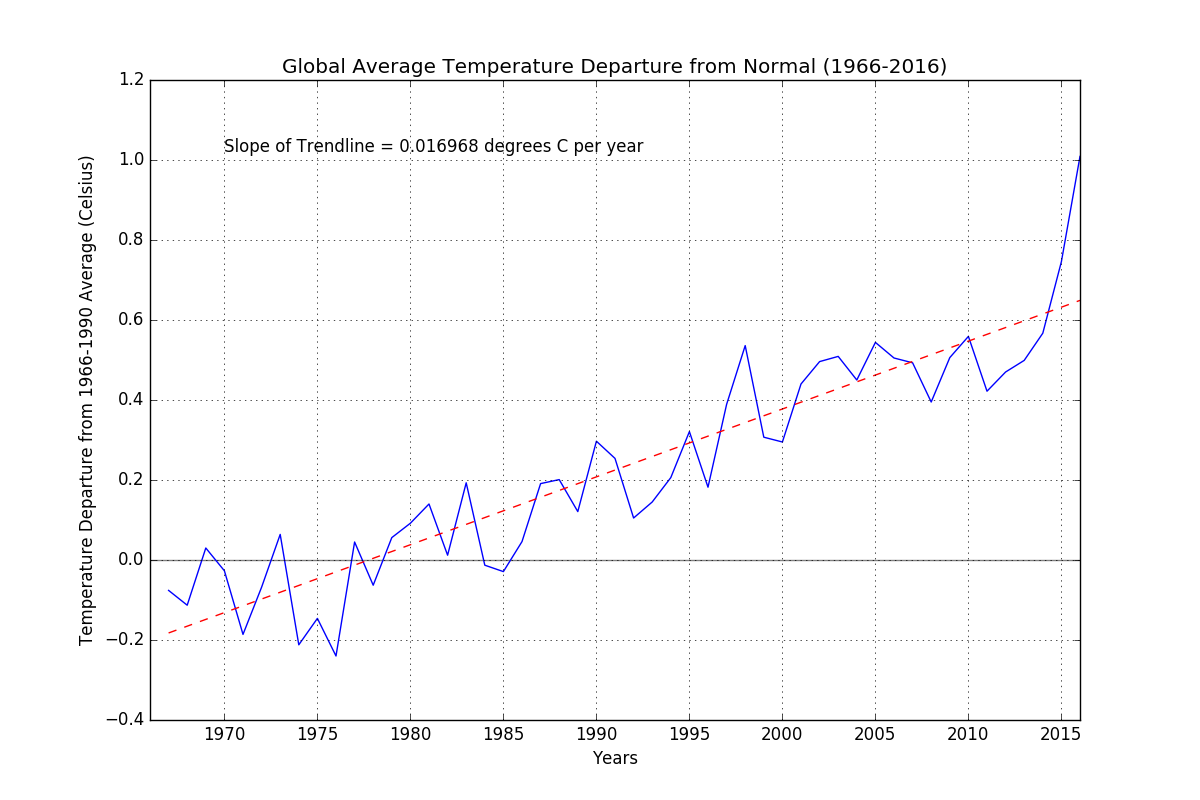 Global Average Temperature Departure from Normal (1966-2016)
1.2
Slope of Trendline = 0.016968 degrees C per year
1.0
0.8
0.6
0.4
0.2
0.0
−0.2
−0.4
Temperature Departure from 1966-1990 Average (Celsius)
1970 1975 1980 1985 1990 1995 2000 2005 2010 2015
Years